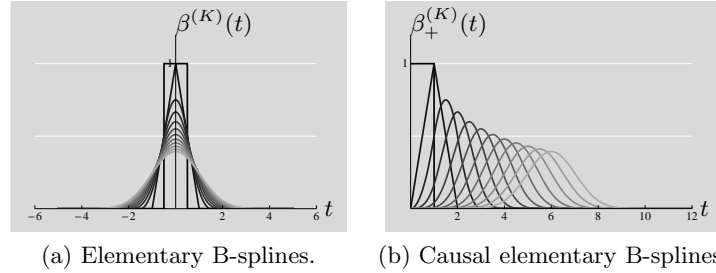 β^{(K)}(t)
1
−6 −4 −2 2 4 6 t
(a) Elementary B-splines.
β_+^{(K)}(t)
1
2 4 6 8 10 12 t
(b) Causal elementary B-splines